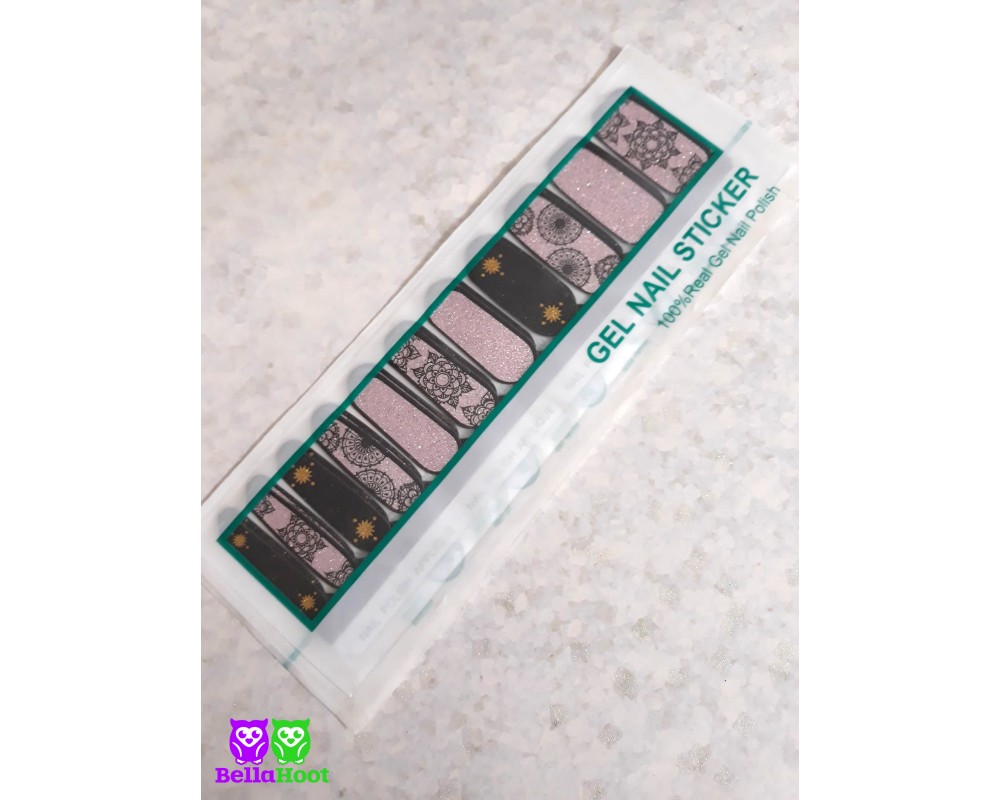 GEL NAIL STICKER
100%Real Gel Nail Polish
BellaHoot